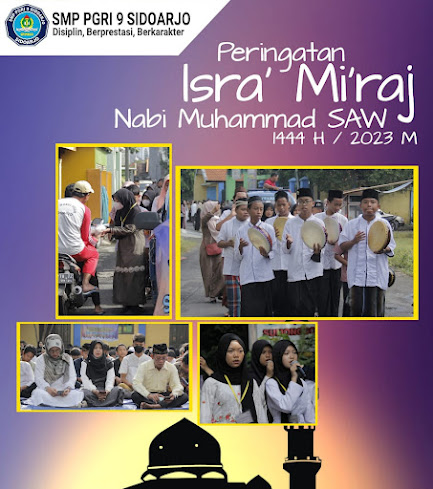 SMP PGRI 9 SIDOARJO
Disiplin, Berprestasi, Berkarakter
Peringatan
Isra' Mi'raj
Nabi Muhammad SAW
1444 H / 2023 M